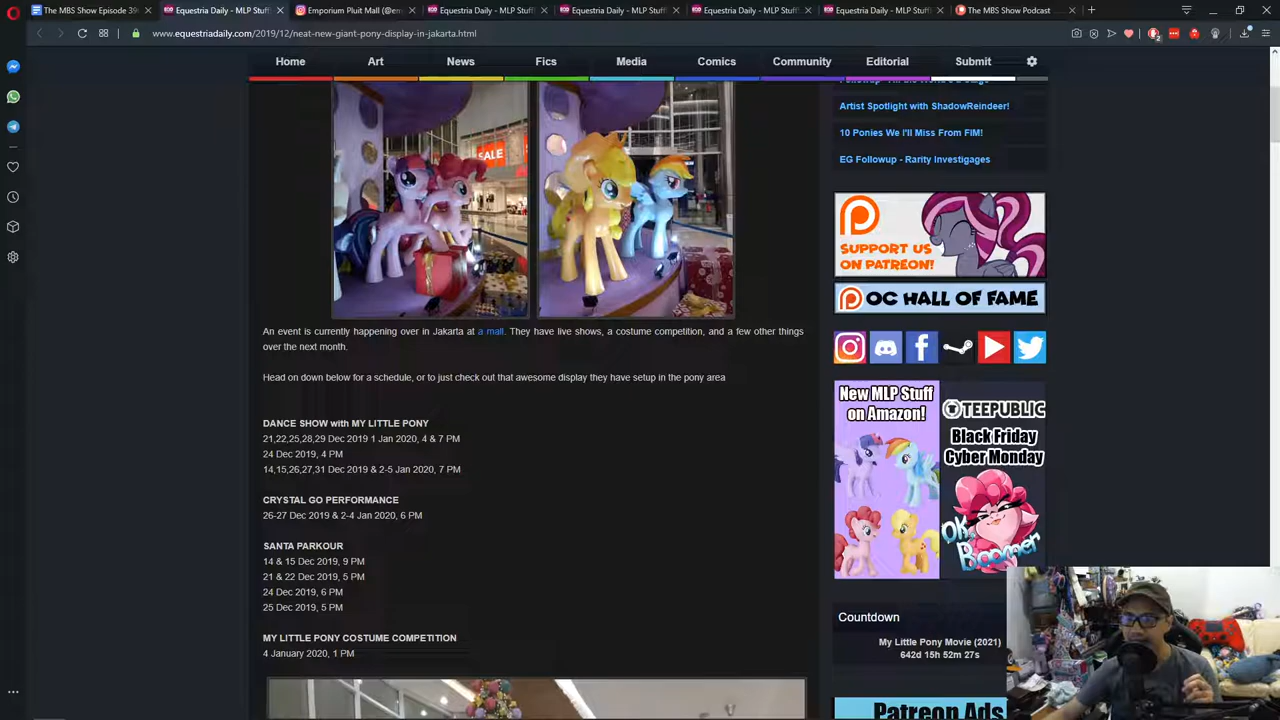 The MBS Show Episode 39
Equestria Daily - MLP Stuff
Emporium Pluit Mall (@em
Equestria Daily - MLP Stuf
Equestria Daily - MLP Stuf
Equestria Daily - MLP Stuf
Equestria Daily - MLP Stuf
The MBS Show Podcast
www.equestriadaily.com/2019/12/neat-new-giant-pony-display-in-jakarta.html
Home
Art
News
Fics
Media
Comics
Community
Editorial
Submit
SALE
An event is currently happening over in Jakarta at a mall. They have live shows, a costume competition, and a few other things
over the next month.
Head on down below for a schedule, or to just check out that awesome display they have setup in the pony area
DANCE SHOW with MY LITTLE PONY
21,22,25,28,29 Dec 2019 1 Jan 2020, 4 & 7 PM
24 Dec 2019, 4 PM
14,15,26,27,31 Dec 2019 & 2-5 Jan 2020, 7 PM
CRYSTAL GO PERFORMANCE
26-27 Dec 2019 & 2-4 Jan 2020, 6 PM
SANTA PARKOUR
14 & 15 Dec 2019, 9 PM
21 & 22 Dec 2019, 5 PM
24 Dec 2019, 6 PM
25 Dec 2019, 5 PM
MY LITTLE PONY COSTUME COMPETITION
4 January 2020, 1 PM
Followup - All the World's a Stage
Artist Spotlight with ShadowReindeer!
10 Ponies We I'll Miss From FIM!
EG Followup - Rarity Investigages
SUPPORT US
ON PATREON!
OC HALL OF FAME
New MLP Stuff
on Amazon!
TEEPUBLIC
Black Friday
Cyber Monday
OK
Boomer
Countdown
My Little Pony Movie (2021)
642d 15h 52m 27s
Patreon Ads